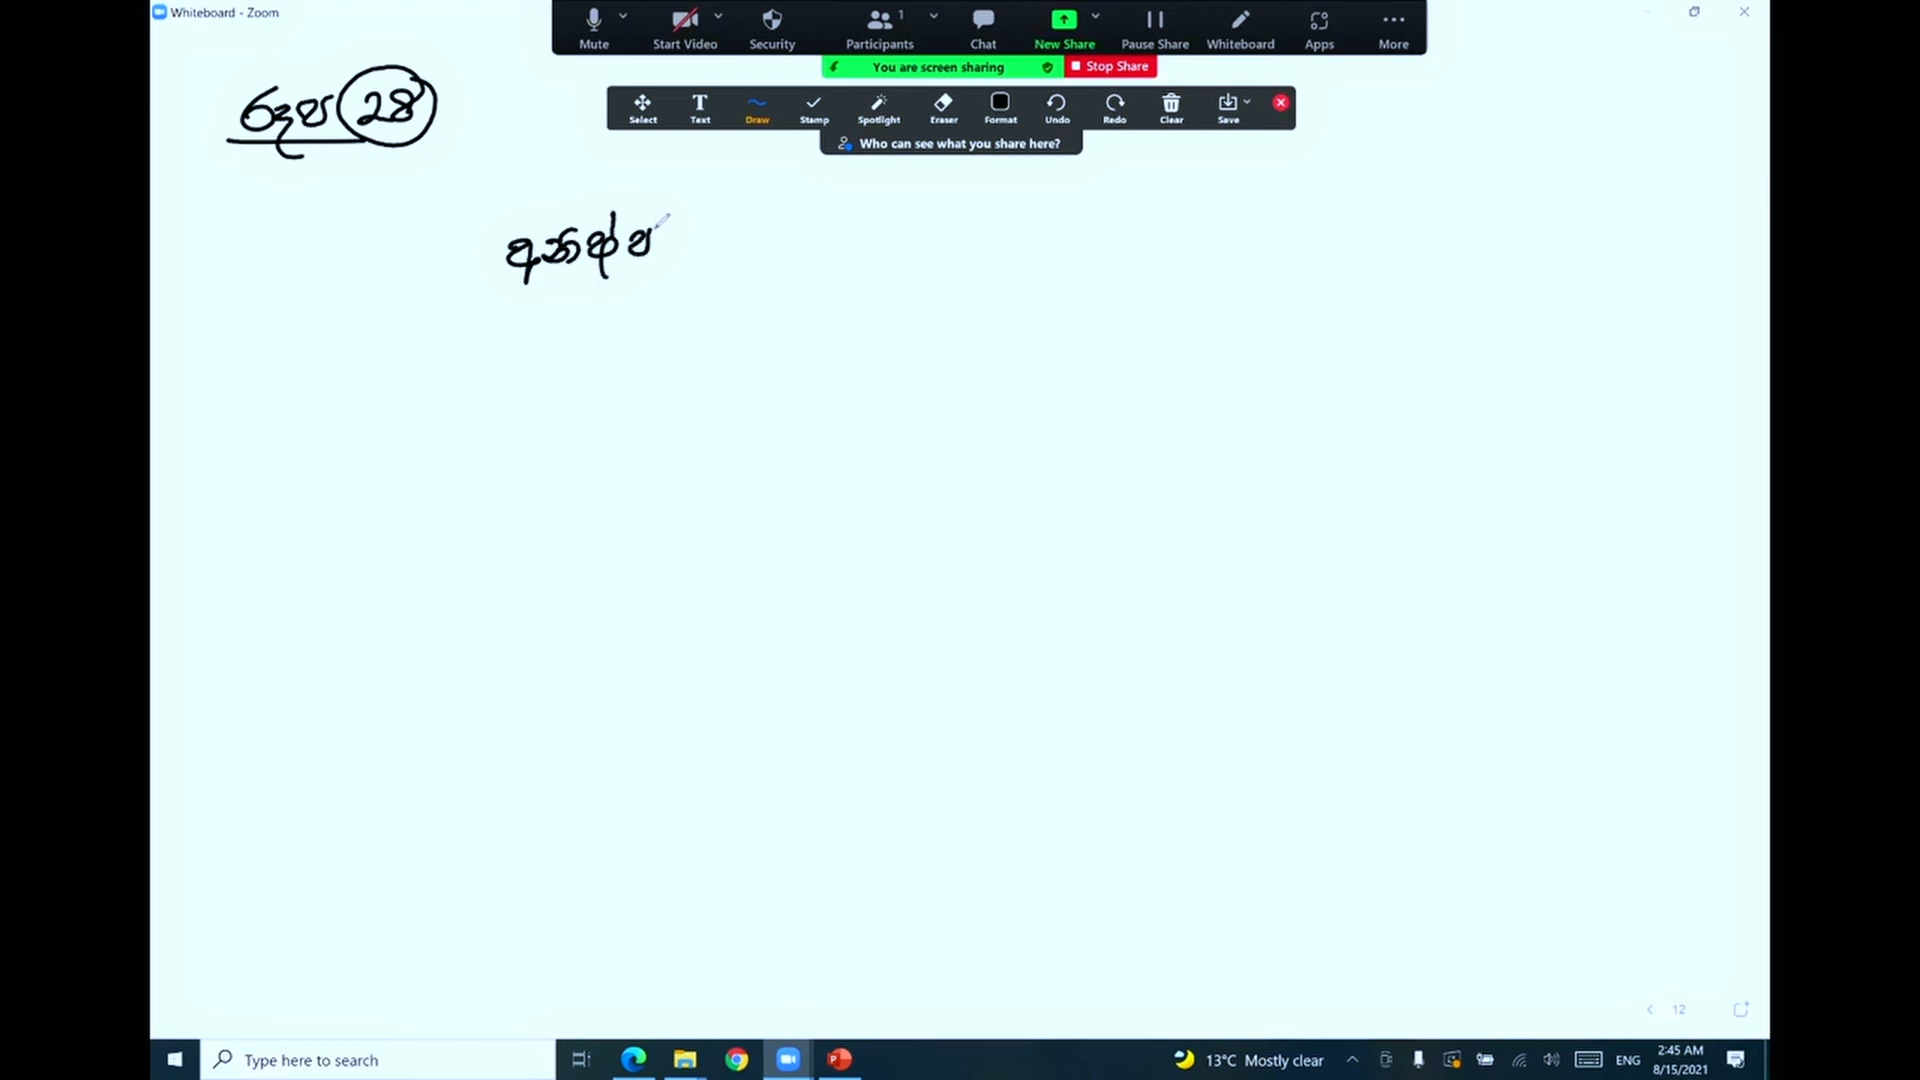 Whiteboard - Zoom
1
Mute Start Video Security Participants Chat New Share Pause Share Whiteboard Apps More
You are screen sharing Stop Share
Select Text Draw Stamp Spotlight Eraser Format Undo Redo Clear Save
Who can see what you share here?
රූප 28
12
Type here to search
13°C Mostly clear
ENG
2:45 AM
8/15/2021